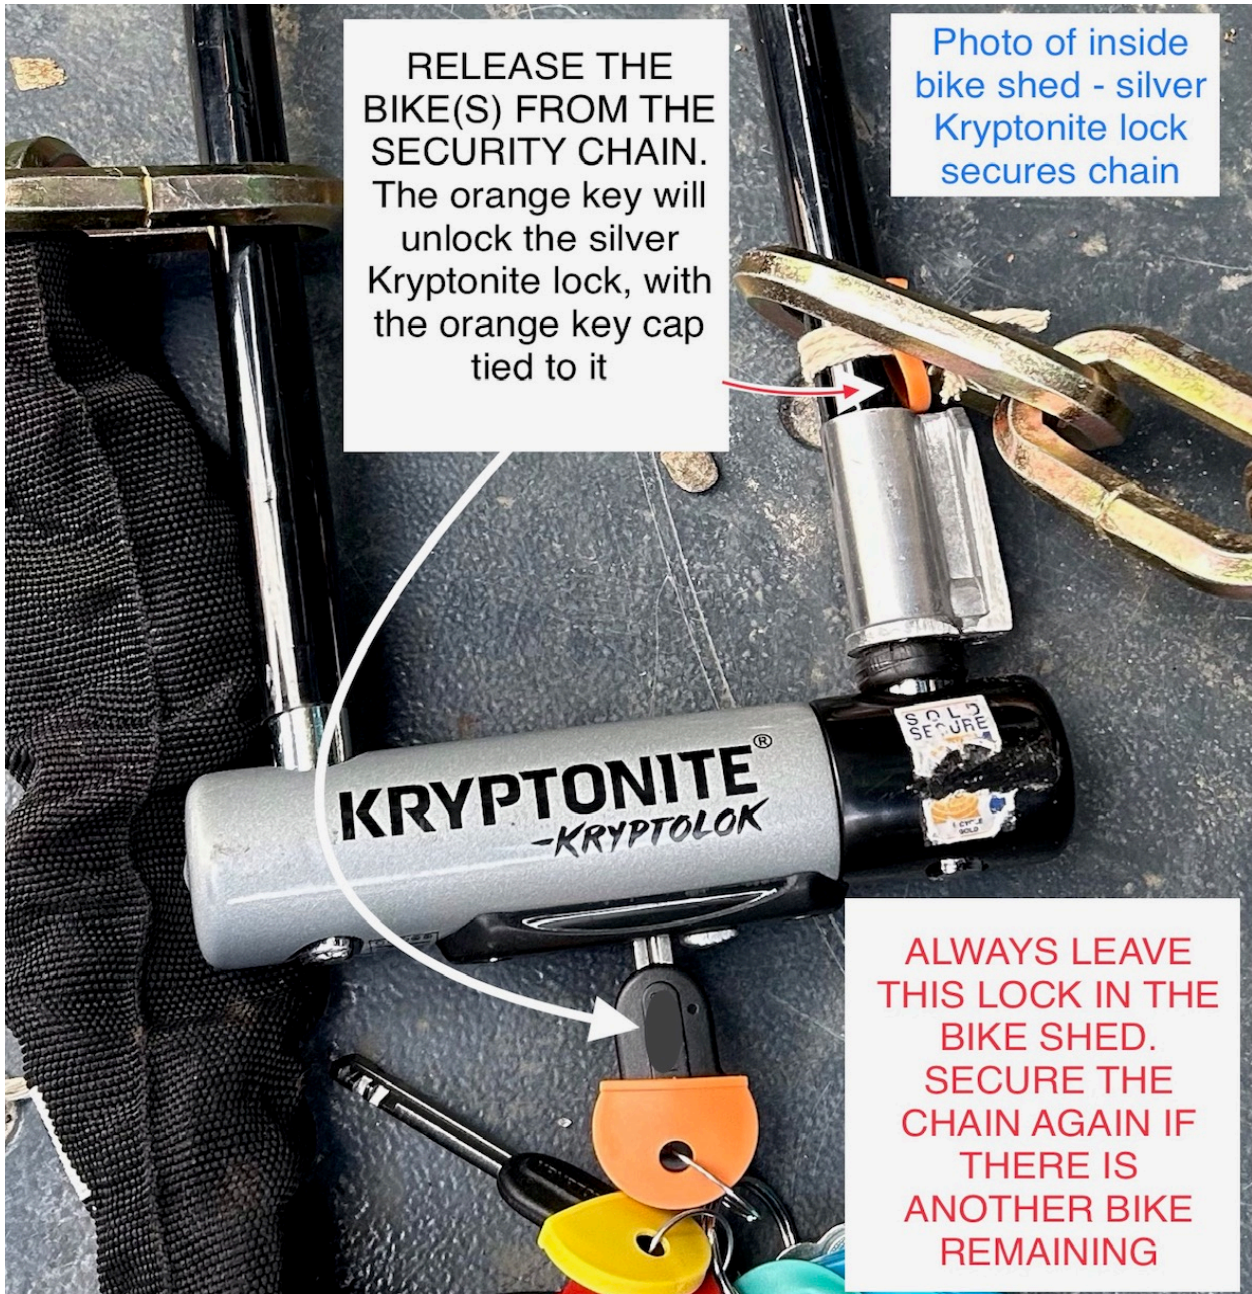 RELEASE THE
BIKE(S) FROM THE
SECURITY CHAIN.
The orange key will
unlock the silver
Kryptonite lock, with
the orange key cap
tied to it
Photo of inside
bike shed - silver
Kryptonite lock
secures chain
KRYPTONITE®
-KRYPTOLOK
SOLD
SECURE
GOLD
ALWAYS LEAVE
THIS LOCK IN THE
BIKE SHED.
SECURE THE
CHAIN AGAIN IF
THERE IS
ANOTHER BIKE
REMAINING